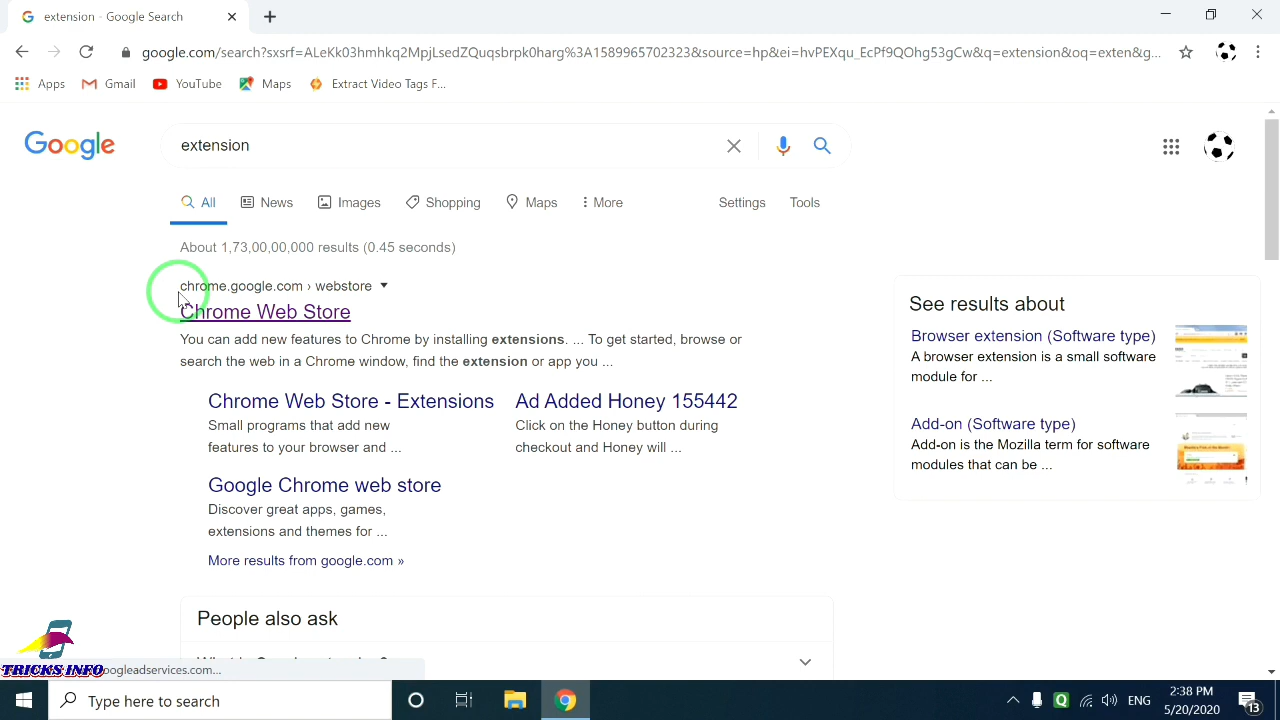 extension - Google Search
google.com/search?sxsrf=ALeKk03hmhkq2MpjLsedZQuqsbrpk0harg%3A1589965702323&source=hp&ei=hvPEXqu_EcPf9QOhg53gCw&q=extension&oq=exten&g...
Apps Gmail YouTube Maps Extract Video Tags F...
Google
extension
All News Images Shopping Maps More Settings Tools
About 1,73,00,00,000 results (0.45 seconds)
chrome.google.com › webstore
Chrome Web Store
You can add new features to Chrome by installing extensions. ... To get started, browse or
search the web in a Chrome window, find the extension or app you ...
Chrome Web Store - Extensions
Small programs that add new
features to your browser and ...
Ad Added Honey 155442
Click on the Honey button during
checkout and Honey will ...
Google Chrome web store
Discover great apps, games,
extensions and themes for ...
More results from google.com »
People also ask
See results about
Browser extension (Software type)
A browser extension is a small software
module for ...
Add-on (Software type)
Add-on is the Mozilla term for software
modules that can be ...
TRICKS INFO
oogleadservices.com...
Type here to search
ENG
2:38 PM
5/20/2020
13